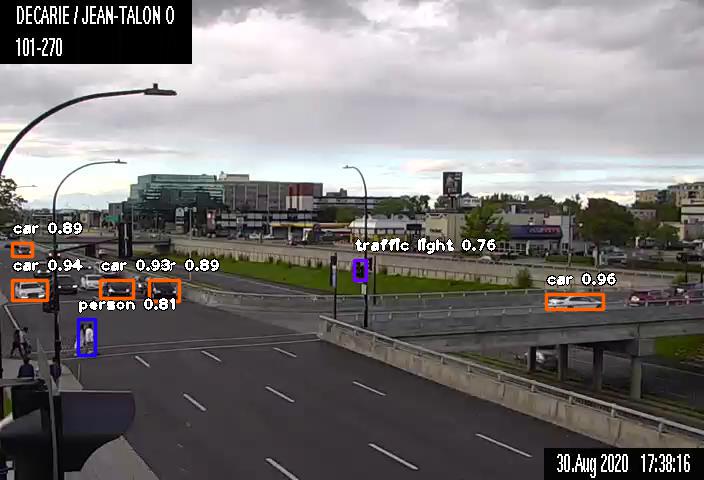 DECARIE / JEAN-TALON O
101-270
car 0.89
traffic light 0.76
car 0.94
car 0.93
r 0.89
car 0.96
person 0.81
30.Aug 2020 17:38:16